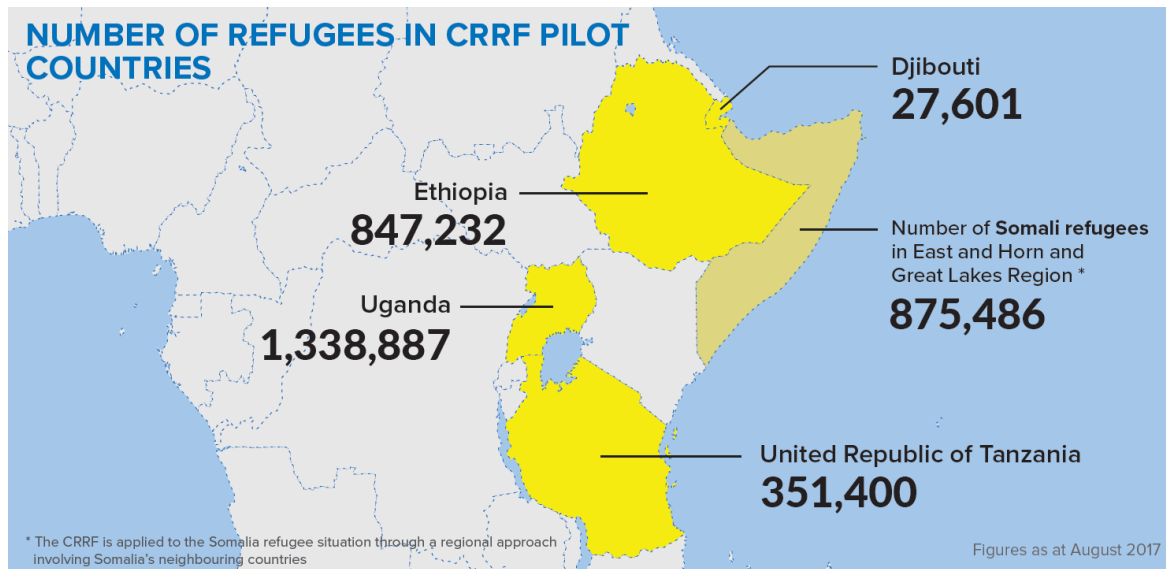 NUMBER OF REFUGEES IN CRRF PILOT
COUNTRIES
Djibouti
27,601
Ethiopia
847,232
Number of Somali refugees
in East and Horn and
Great Lakes Region *
875,486
Uganda
1,338,887
United Republic of Tanzania
351,400
* The CRRF is applied to the Somalia refugee situation through a regional approach
involving Somalia's neighbouring countries
Figures as at August 2017